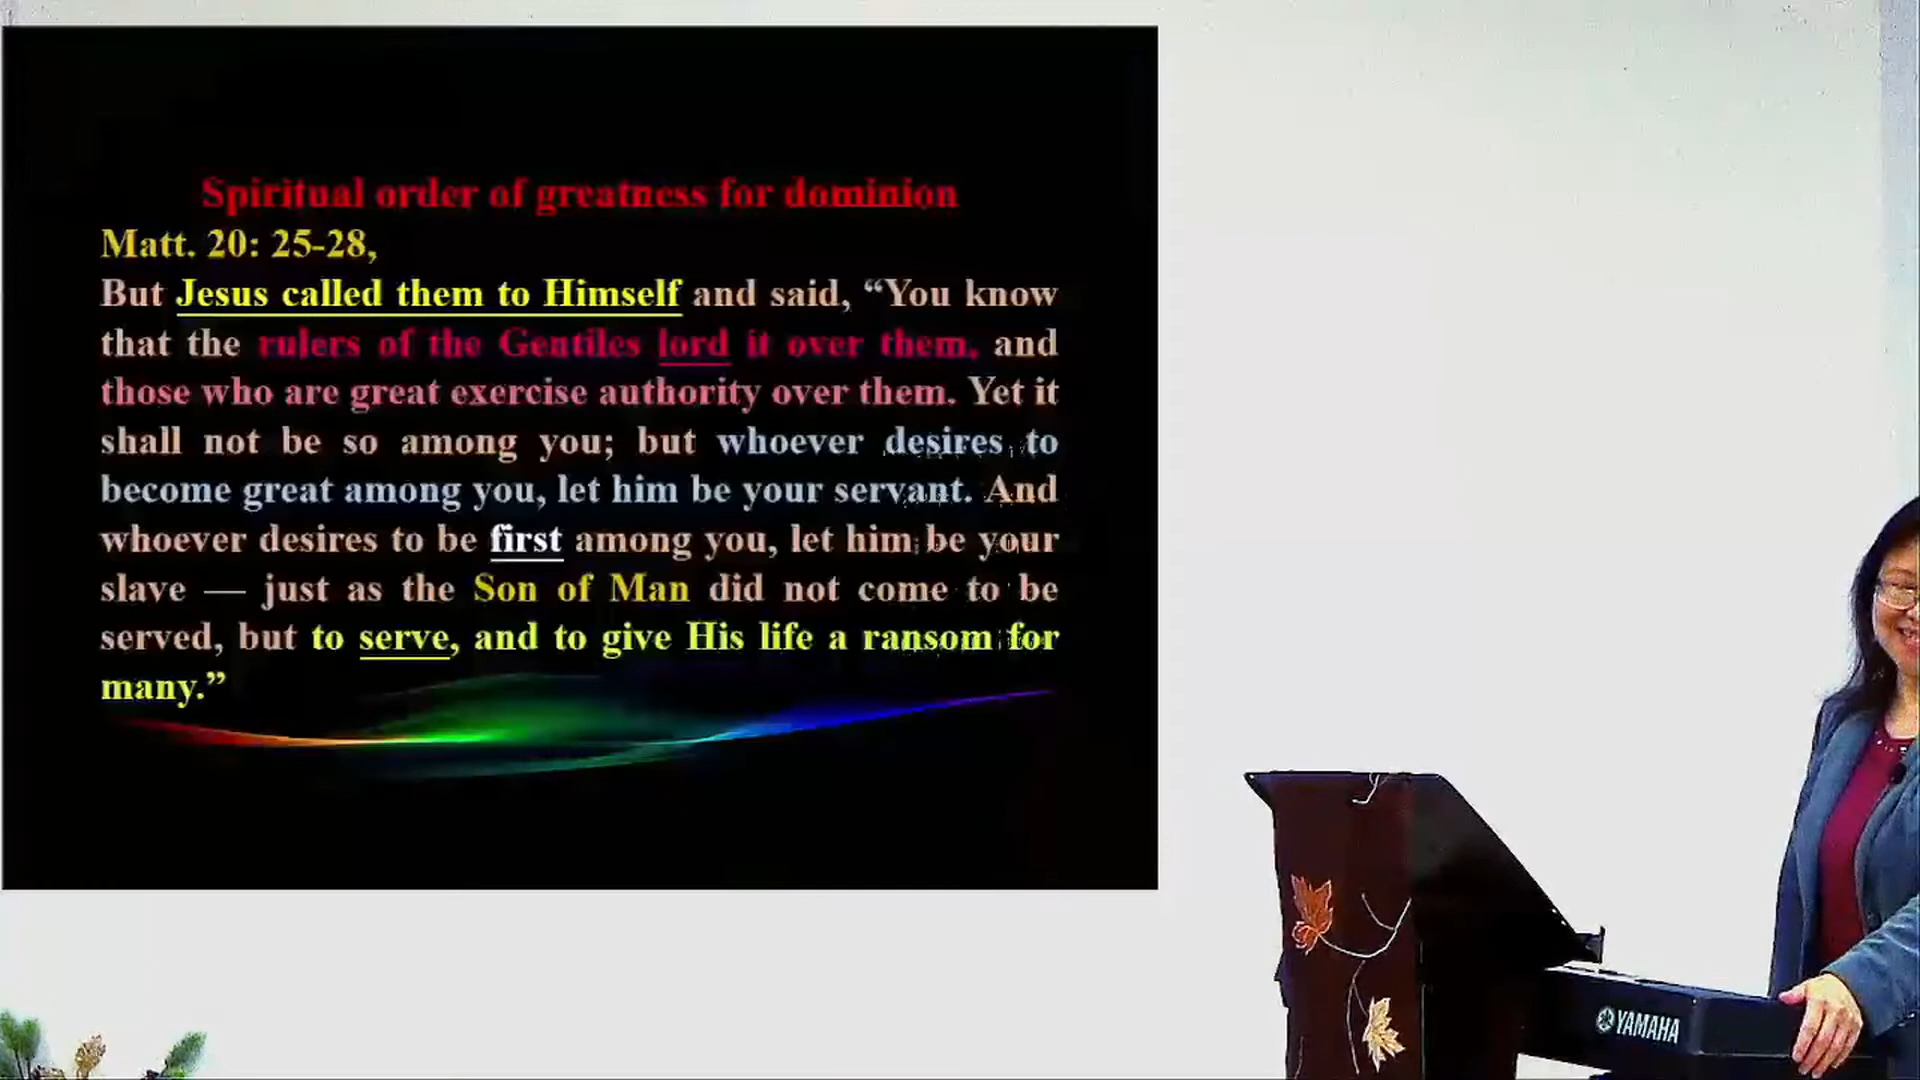 Spiritual order of greatness for dominion
Matt. 20: 25-28,
But Jesus called them to Himself and said, “You know
that the rulers of the Gentiles lord it over them, and
those who are great exercise authority over them. Yet it
shall not be so among you; but whoever desires to
become great among you, let him be your servant. And
whoever desires to be first among you, let him be your
slave — just as the Son of Man did not come to be
served, but to serve, and to give His life a ransom for
many.”
YAMAHA